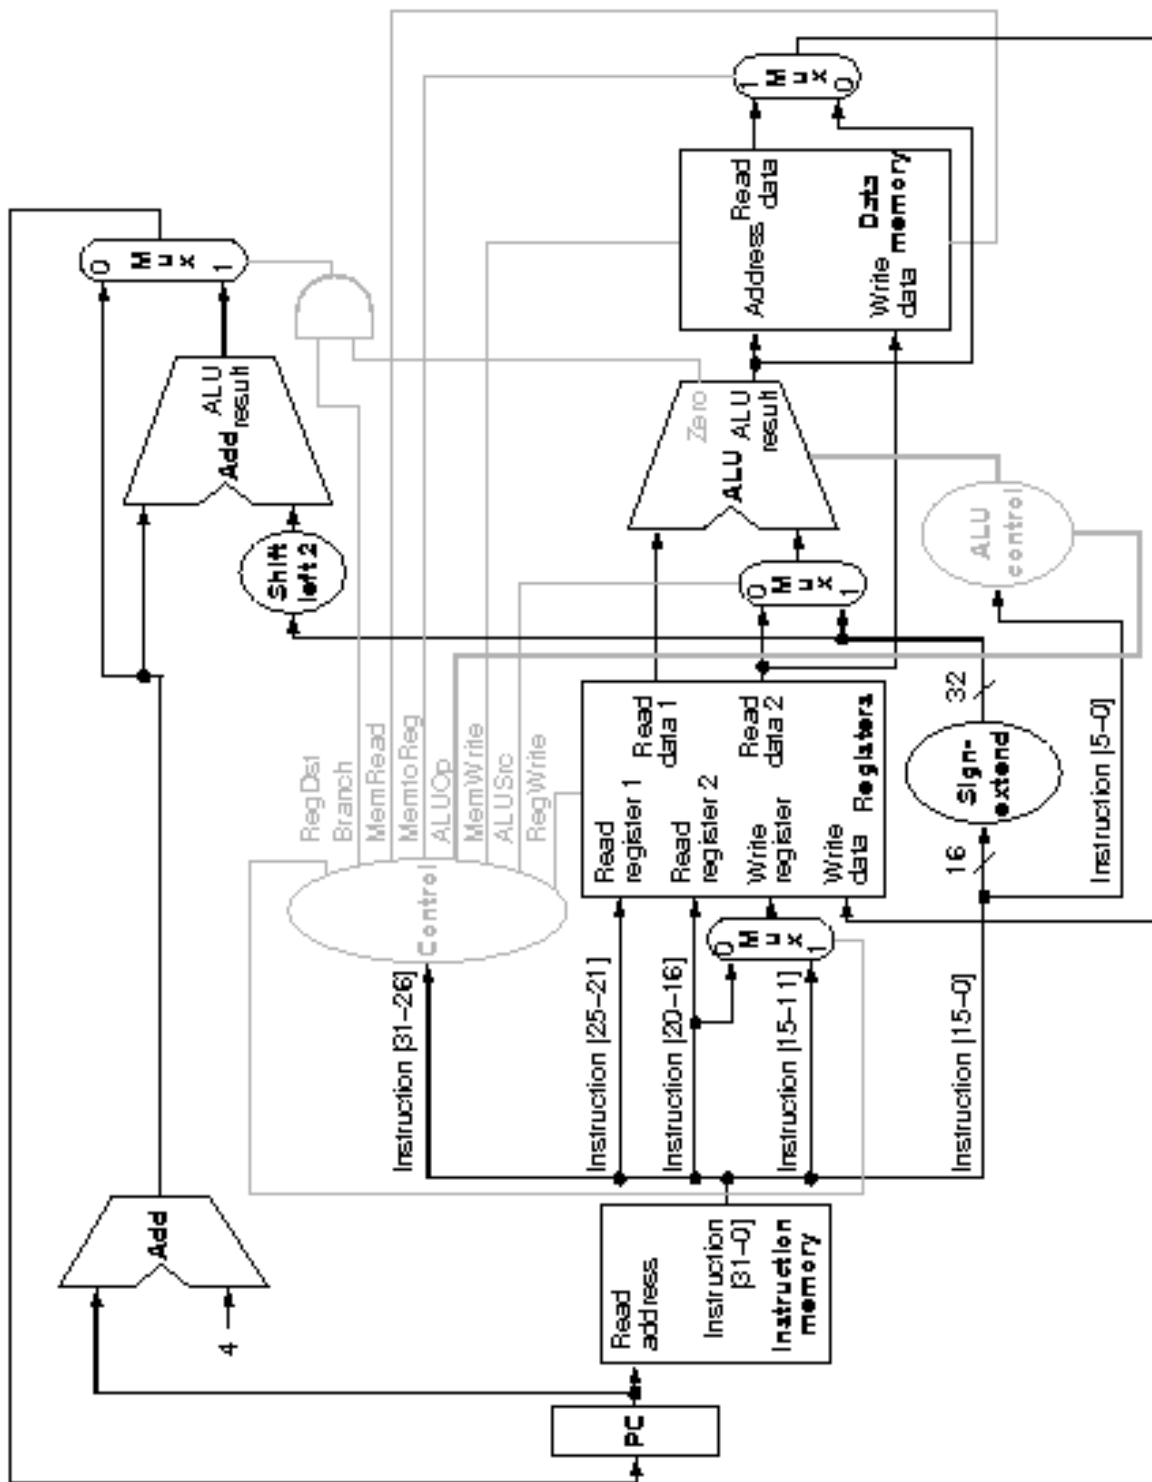 4
Add
PC
Read
address
Instruction
[31–0]
Instruction
memory
Instruction [31–26]
Instruction [25–21]
Instruction [20–16]
Instruction [15–11]
Instruction [15–0]
Control
RegDst
Branch
MemRead
MemtoReg
ALUOp
MemWrite
ALUSrc
RegWrite
0
M
u
x
1
Read
register 1
Read
register 2
Write
register
Write
data
Read
data 1
Read
data 2
Registers
16
Sign-
extend
32
Instruction [5–0]
Shift
left 2
Add
ALU
result
0
M
u
x
1
Zero
ALU
ALU
result
ALU
control
0
M
u
x
1
Address
Read
data
Write
data
Data
memory
1
M
u
x
0